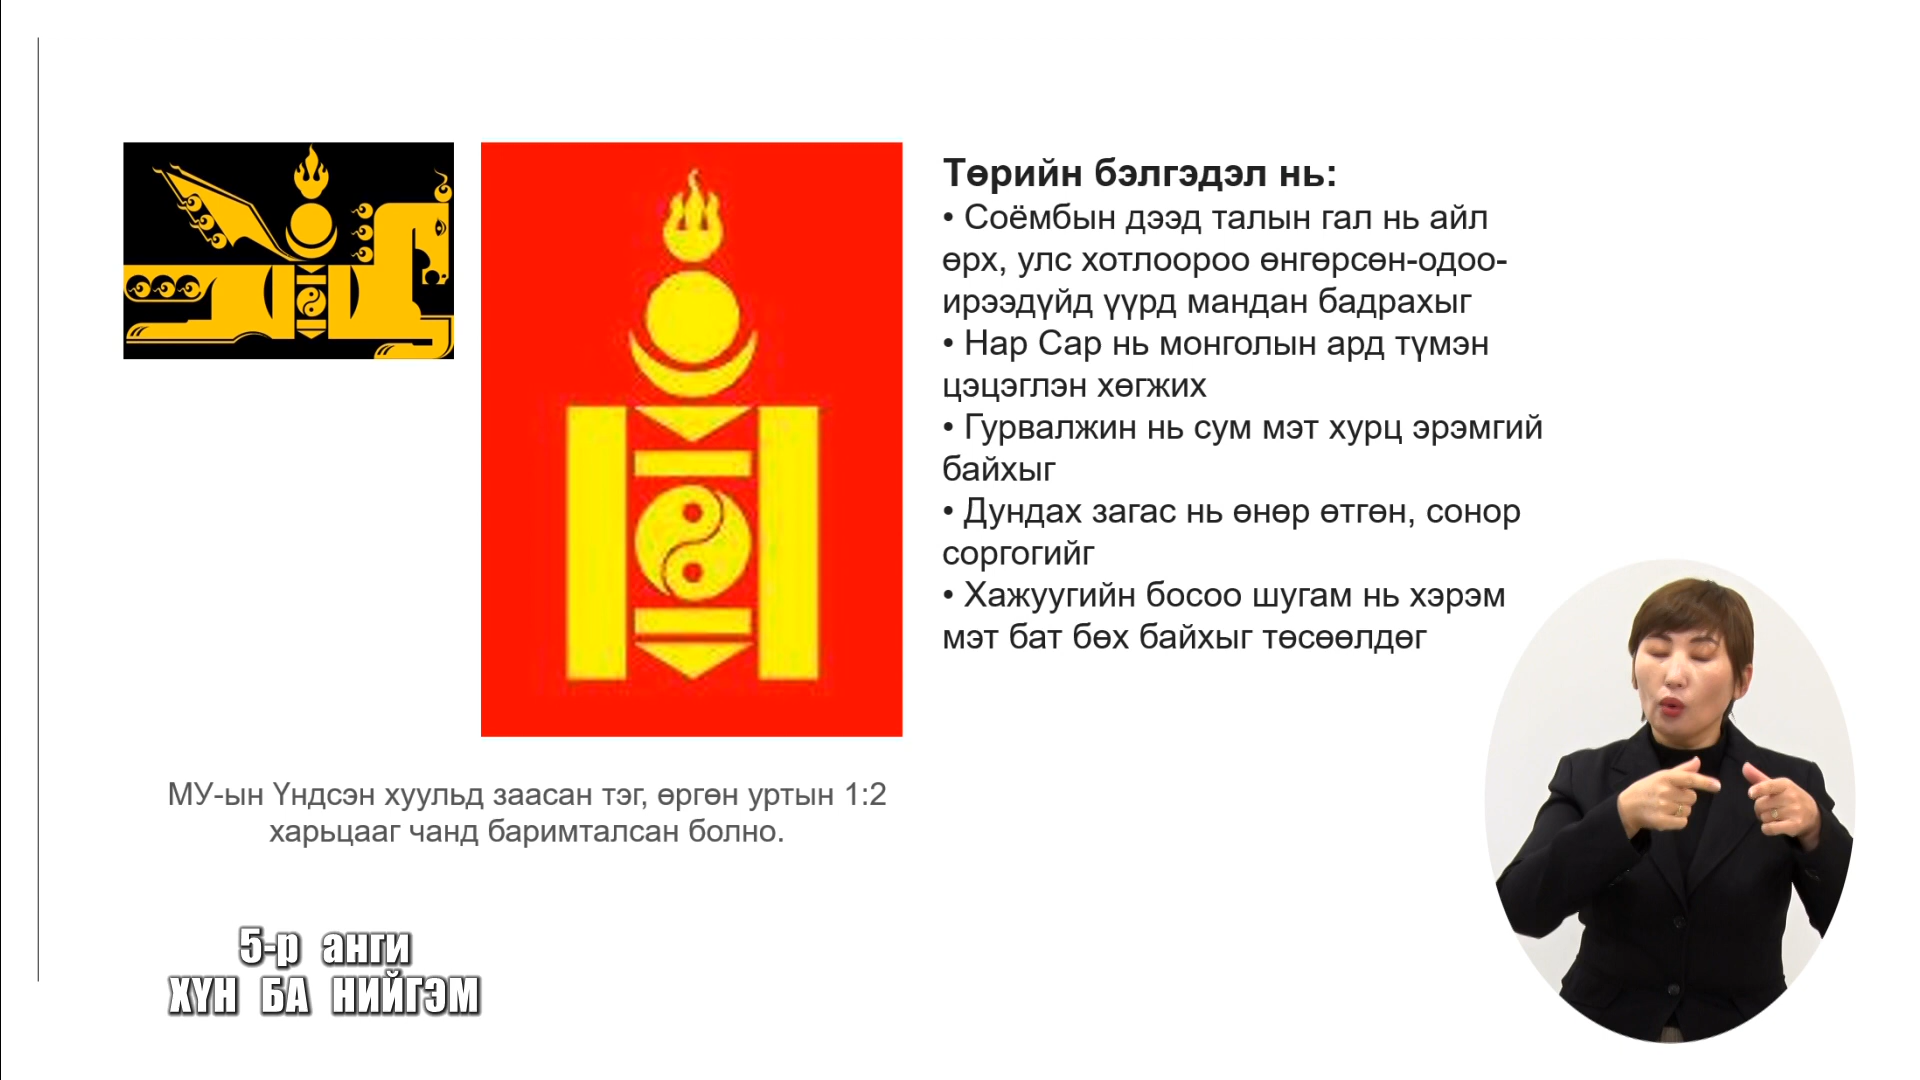 Төрийн бэлгэдэл нь:
• Соёмбын дээд талын гал нь айл
өрх, улс хотлоороо өнгөрсөн-одоо-
ирээдүйд үүрд мандан бадрахыг
• Нар Сар нь монголын ард түмэн
цэцэглэн хөгжих
• Гурвалжин нь сум мэт хурц эрэмгий
байхыг
• Дундах загас нь өнөр өтгөн, сонор
соргогийг
• Хажуугийн босоо шугам нь хэрэм
мэт бат бөх байхыг төсөөлдөг
МУ-ын Үндсэн хуульд заасан тэг, өргөн уртын 1:2
харьцааг чанд баримталсан болно.
5-р анги
ХҮН БА НИЙГЭМ